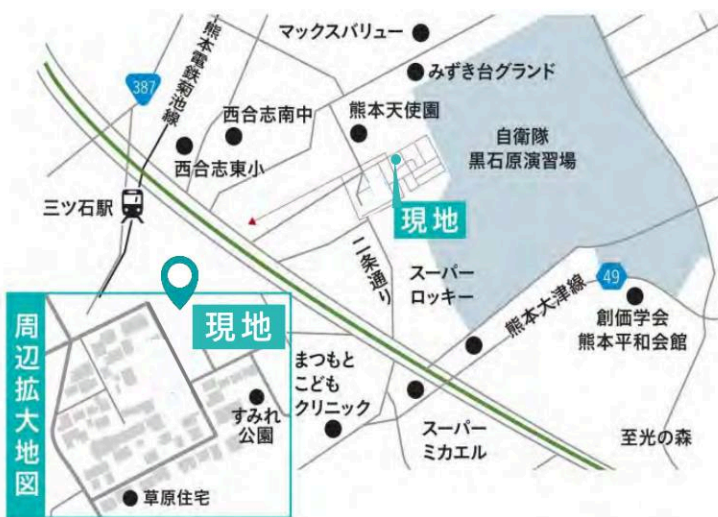 マックスバリュー
みずき台グランド
熊本電鉄菊池線
387
西合志南中
熊本天使園
西合志東小
自衛隊
黒石原演習場
三ツ石駅
現地
二条通り
スーパー
ロッキー
49
熊本大津線
創価学会
熊本平和会館
至光の森
スーパー
ミカエル
まつもと
こども
クリニック
周辺拡大地図
現地
すみれ
公園
草原住宅